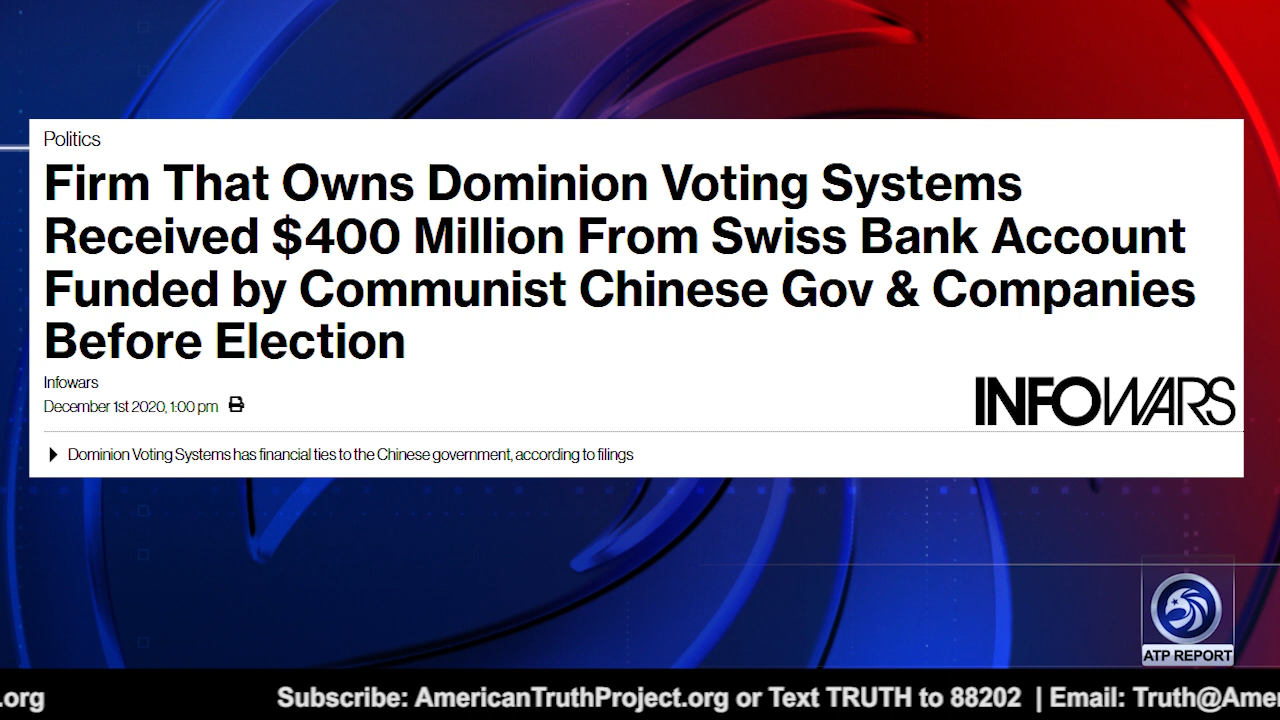 Politics
Firm That Owns Dominion Voting Systems
Received $400 Million From Swiss Bank Account
Funded by Communist Chinese Gov & Companies
Before Election
Infowars
December 1st 2020, 1:00 pm
INFOWARS
Dominion Voting Systems has financial ties to the Chinese government, according to filings
ATP REPORT
.org Subscribe: AmericanTruthProject.org or Text TRUTH to 88202 | Email: Truth@Amer